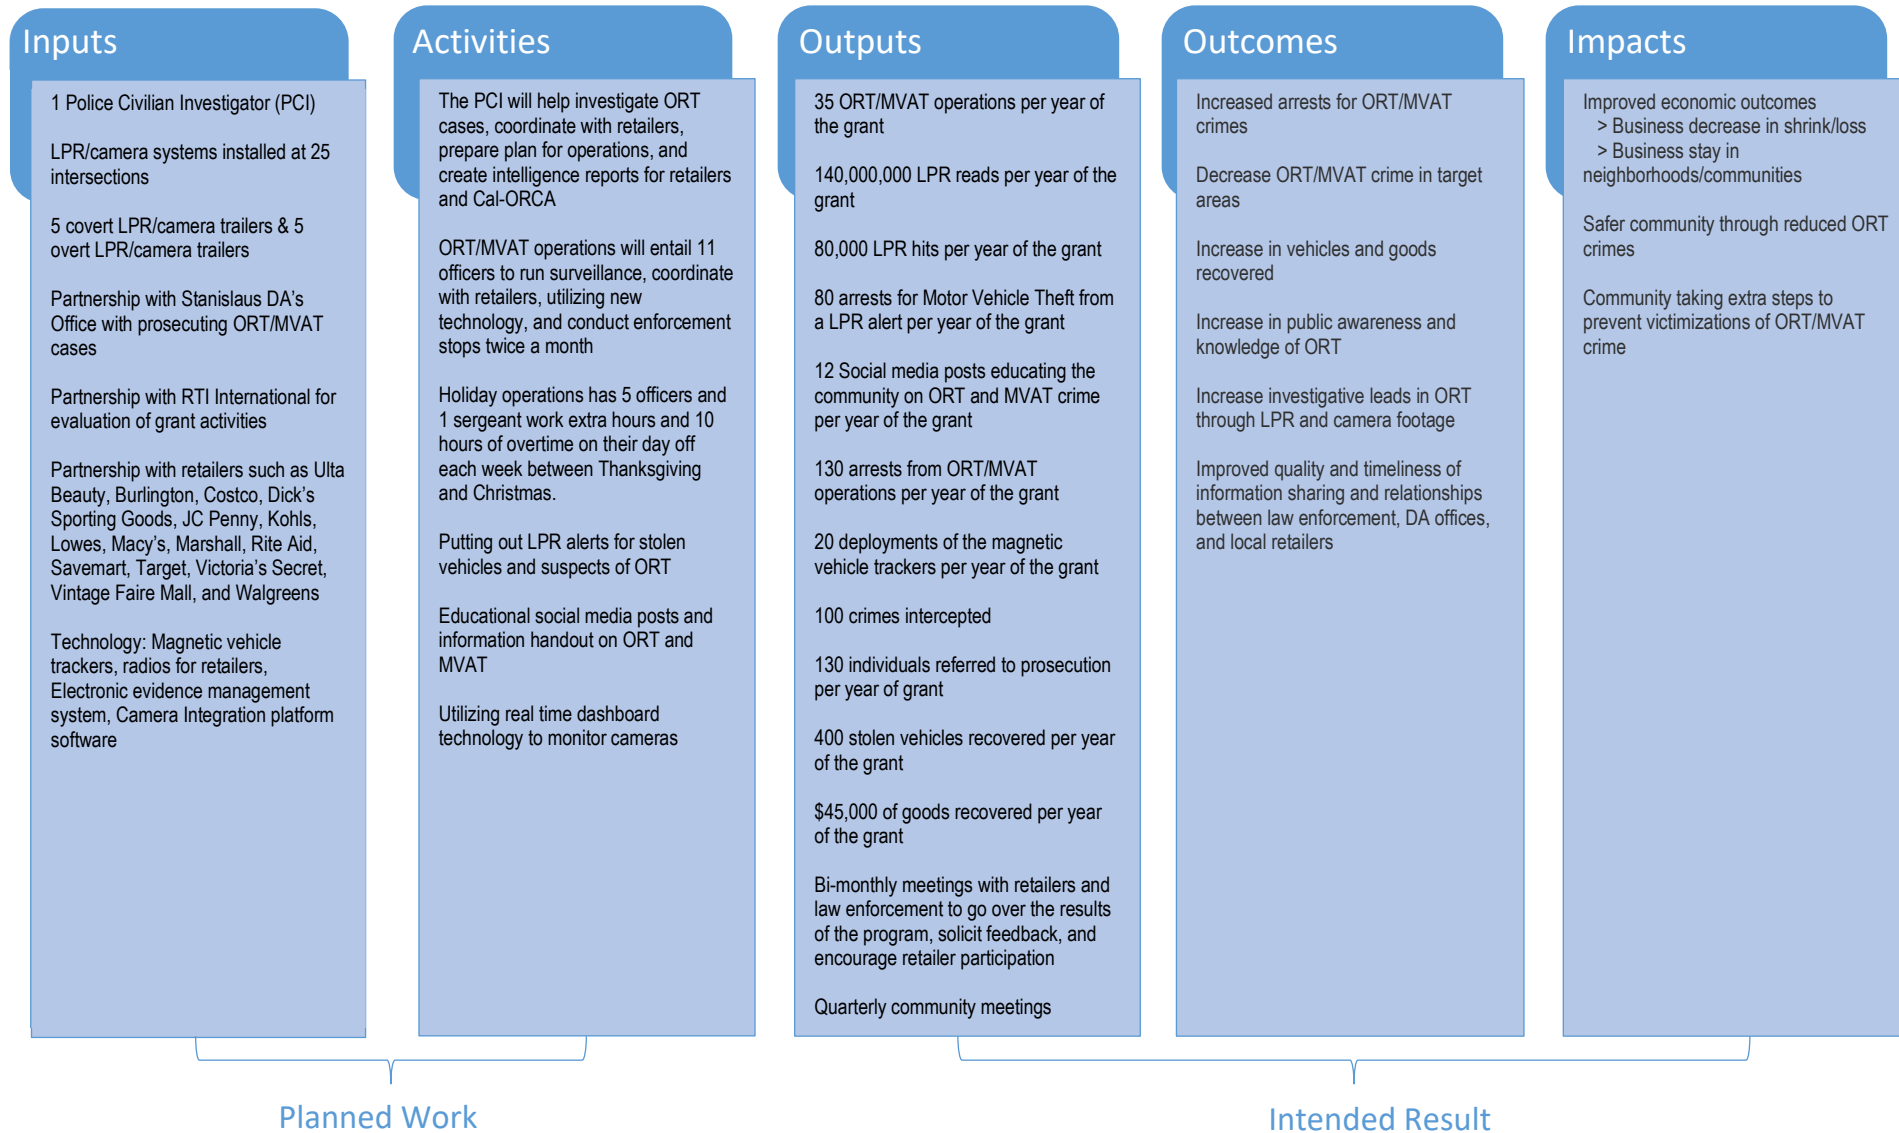 Inputs
1 Police Civilian Investigator (PCI)
LPR/camera systems installed at 25
intersections
5 covert LPR/camera trailers & 5
overt LPR/camera trailers
Partnership with Stanislaus DA's
Office with prosecuting ORT/MVAT
cases
Partnership with RTI International for
evaluation of grant activities
Partnership with retailers such as Ulta
Beauty, Burlington, Costco, Dick's
Sporting Goods, JC Penny, Kohls,
Lowes, Macy's, Marshall, Rite Aid,
Savemart, Target, Victoria's Secret,
Vintage Faire Mall, and Walgreens
Technology: Magnetic vehicle
trackers, radios for retailers,
Electronic evidence management
system, Camera Integration platform
software
Activities
The PCI will help investigate ORT
cases, coordinate with retailers,
prepare plan for operations, and
create intelligence reports for retailers
and Cal-ORCA
ORT/MVAT operations will entail 11
officers to run surveillance, coordinate
with retailers, utilizing new
technology, and conduct enforcement
stops twice a month
Holiday operations has 5 officers and
1 sergeant work extra hours and 10
hours of overtime on their day off
each week between Thanksgiving
and Christmas.
Putting out LPR alerts for stolen
vehicles and suspects of ORT
Educational social media posts and
information handout on ORT and
MVAT
Utilizing real time dashboard
technology to monitor cameras
Outputs
35 ORT/MVAT operations per year of
the grant
140,000,000 LPR reads per year of the
grant
80,000 LPR hits per year of the grant
80 arrests for Motor Vehicle Theft from
a LPR alert per year of the grant
12 Social media posts educating the
community on ORT and MVAT crime
per year of the grant
130 arrests from ORT/MVAT
operations per year of the grant
20 deployments of the magnetic
vehicle trackers per year of the grant
100 crimes intercepted
130 individuals referred to prosecution
per year of grant
400 stolen vehicles recovered per year
of the grant
$45,000 of goods recovered per year
of the grant
Bi-monthly meetings with retailers and
law enforcement to go over the results
of the program, solicit feedback, and
encourage retailer participation
Quarterly community meetings
Outcomes
Increased arrests for ORT/MVAT
crimes
Decrease ORT/MVAT crime in target
areas
Increase in vehicles and goods
recovered
Increase in public awareness and
knowledge of ORT
Increase investigative leads in ORT
through LPR and camera footage
Improved quality and timeliness of
information sharing and relationships
between law enforcement, DA offices,
and local retailers
Impacts
Improved economic outcomes
> Business decrease in shrink/loss
> Business stay in
neighborhoods/communities
Safer community through reduced ORT
crimes
Community taking extra steps to
prevent victimizations of ORT/MVAT
crime
Planned Work
Intended Result